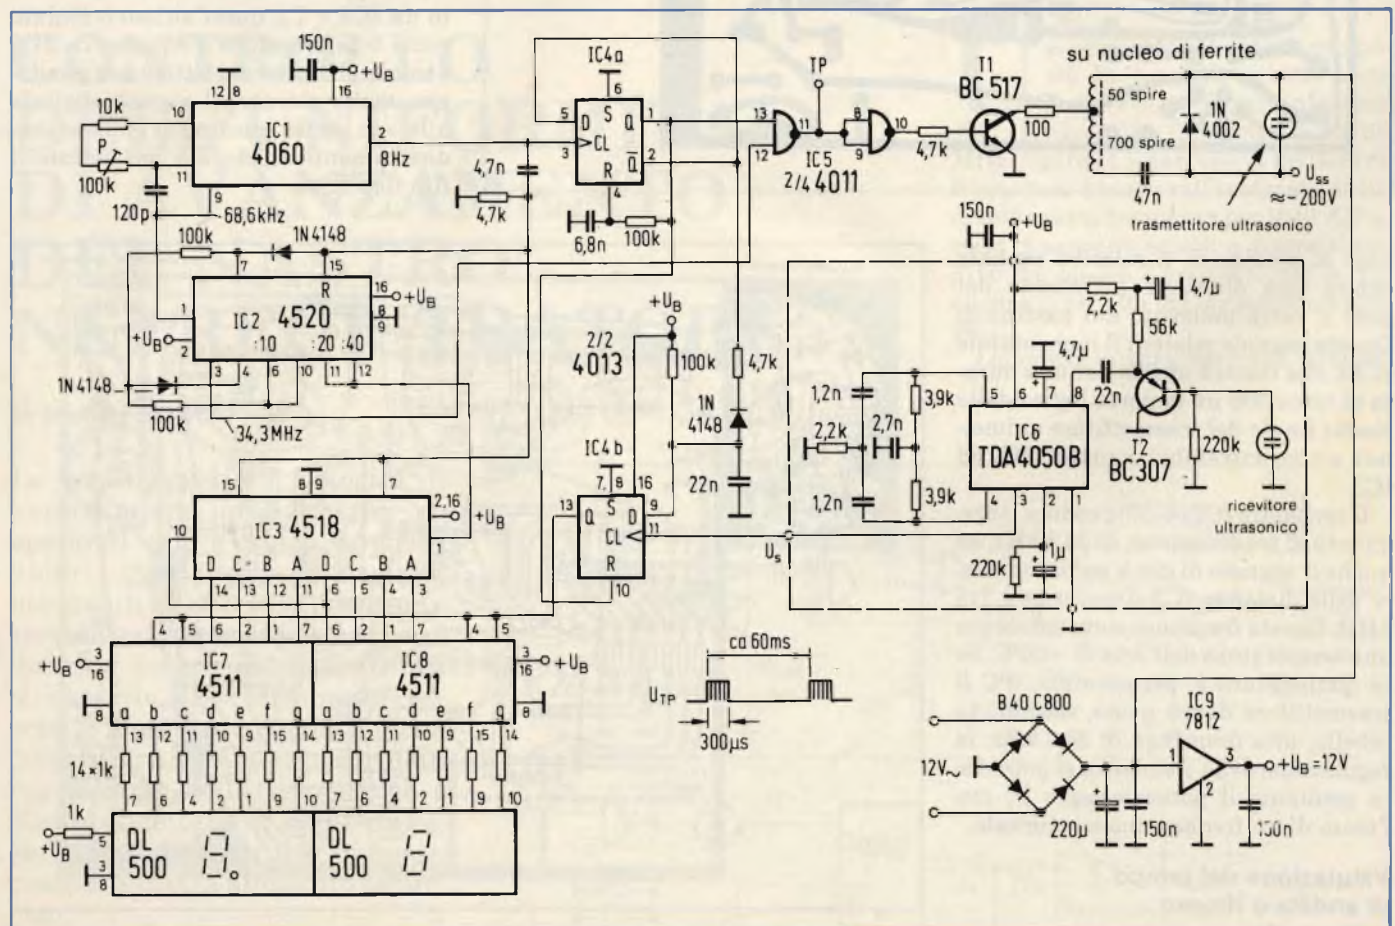 150n
+UB
12
8
16
10k
10
IC1
4060
2
8Hz
P
100k
11
9
120p
68,6kHz
4,7n
4,7k
IC4a
6
5
D
S
Q
1
3
CL
Q
2
R
4
6,8n
100k
TP
13
12
11
IC5
2/4 4011
8
9
10
4,7k
T1
BC 517
100
su nucleo di ferrite
50 spire
700 spire
1N
4002
47n
Uss
≈-200V
trasmettitore ultrasonico
100k
1N4148
7
15
R
16
+UB
8
9
IC2
4520
1
+UB
2
:10
:20
:40
3
4
6
10
11
12
1N4148
100k
34,3MHz
2/2
4013
+UB
100k
4,7k
1N
4148
22n
IC4b
7,
8
16
13
Q
S
D
9
CL
11
R
10
150n
+UB
2,2k
4,7µ
56k
4,7µ
22n
T2
BC307
220k
ricevitore
ultrasonico
5
6
7
8
IC6
TDA4050B
4
3
2
1
1,2n
2,2k
2,7n
1,2n
3,9k
3,9k
220k
1µ
Us
15
8
9
7
2,16
+UB
1
10
IC3
4518
D C B A D C B A
14 13 12 11 6 5 4 3
4 5 6 2 1 7 6 2 1 7 4 5
+UB
3
16
8
IC7
4511
IC8
4511
3
16
+UB
8
a b c d e f g a b c d e f g
13 12 11 10 9 15 14 13 12 11 10 9 15 14
14×1k
7 6 4 2 1 9 10 7 6 4 2 1 9 10
1k
+UB
5
3
8
DL
500
DL
500
ca 60ms
UTP
300µs
B40C800
12V~
220µ
150n
IC9
7812
1
3
2
+UB=12V
150n